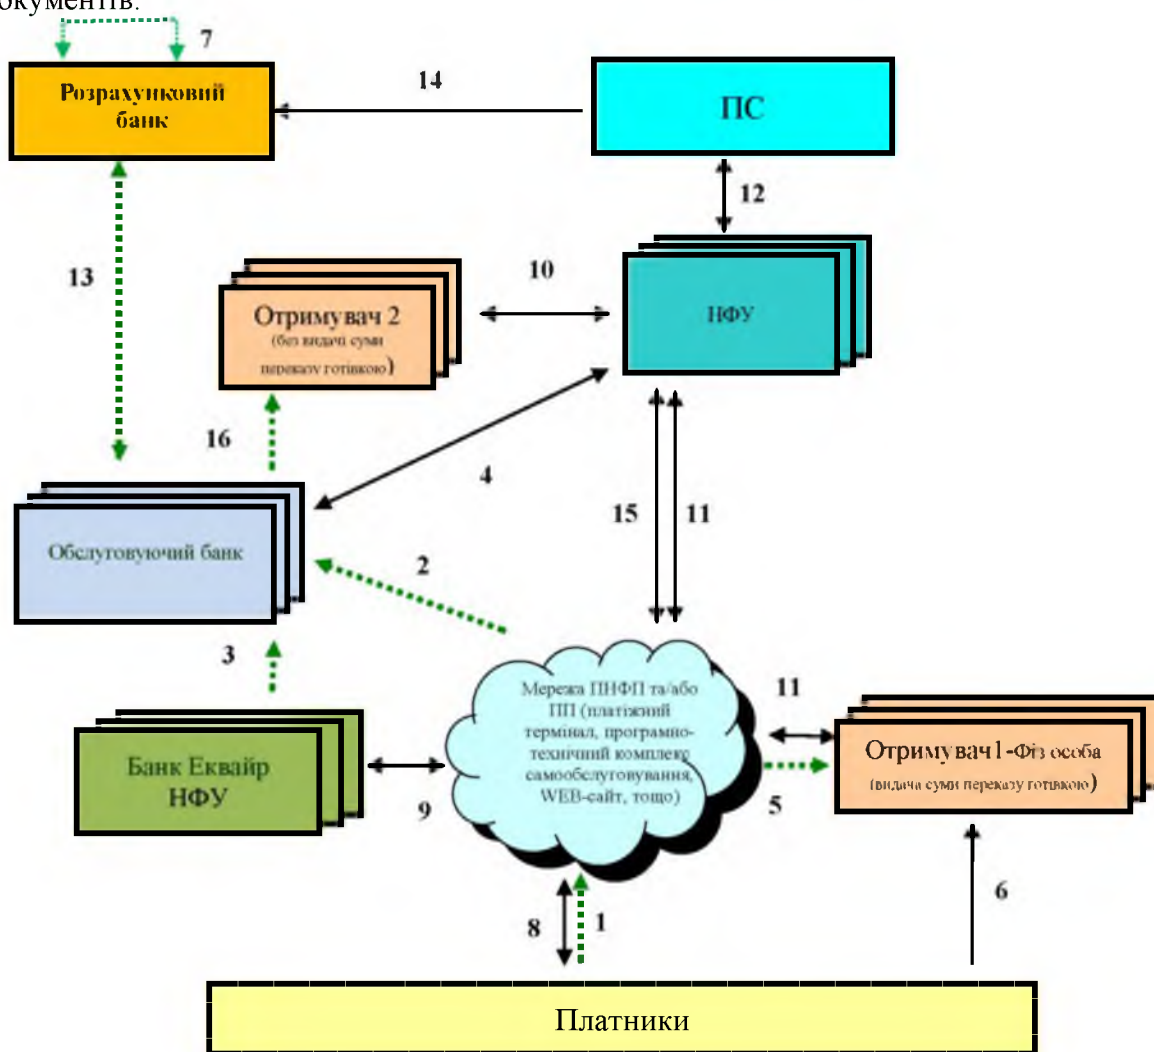 окументів.
7
Розрахунковий
банк
14
ПС
12
13
10
Отримувач 2
(без видачі суми
переказу готівкою)
НФУ
16
4
15
11
Обслуговуючий банк
2
3
Мережа ПНФП та/або
ПП (платіжний
термінал, програмно-
технічний комплекс
самообслуговування,
WEB-сайт, тощо)
11
Банк Еквайр
НФУ
Отримувач1-Фіз особа
(видача суми переказу готівкою)
9
5
6
8
1
Платники